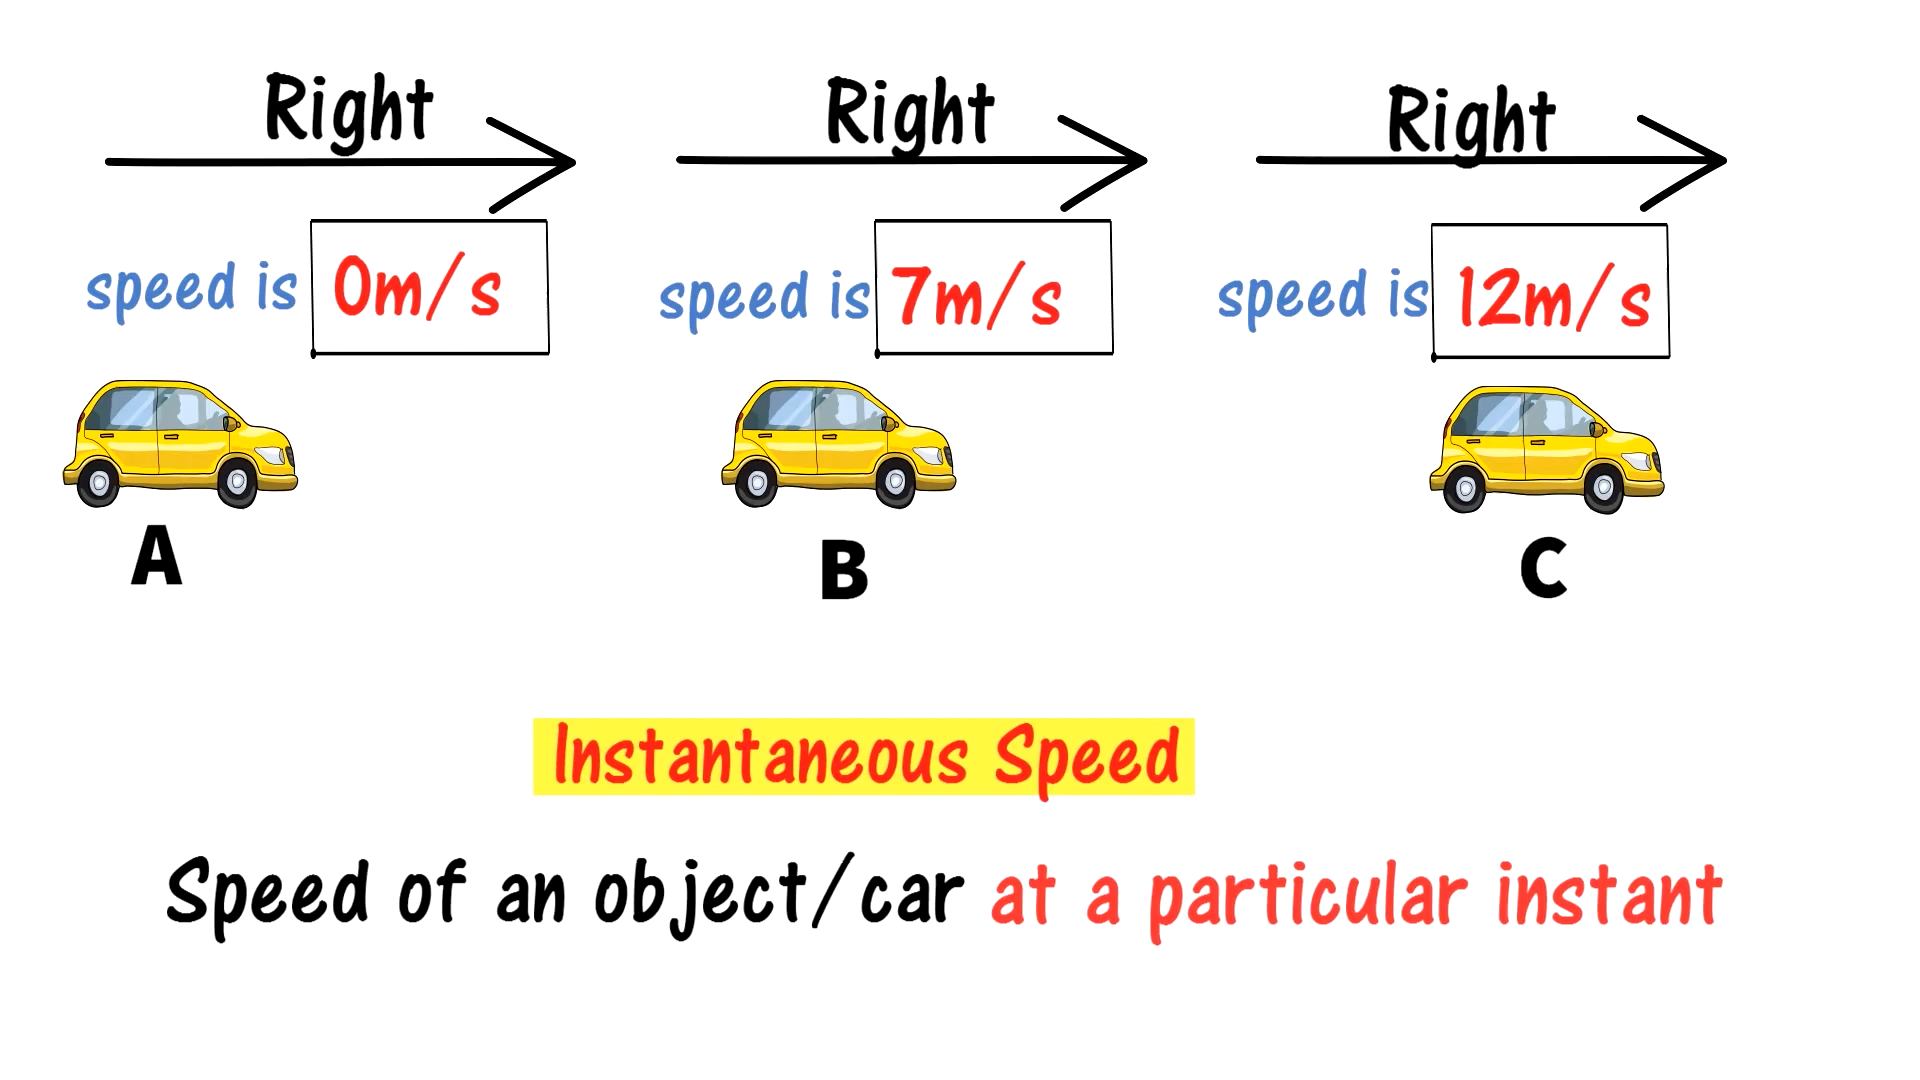 Right Right Right
speed is 0m/s speed is 7m/s speed is 12m/s
A B C
Instantaneous Speed
Speed of an object/car at a particular instant